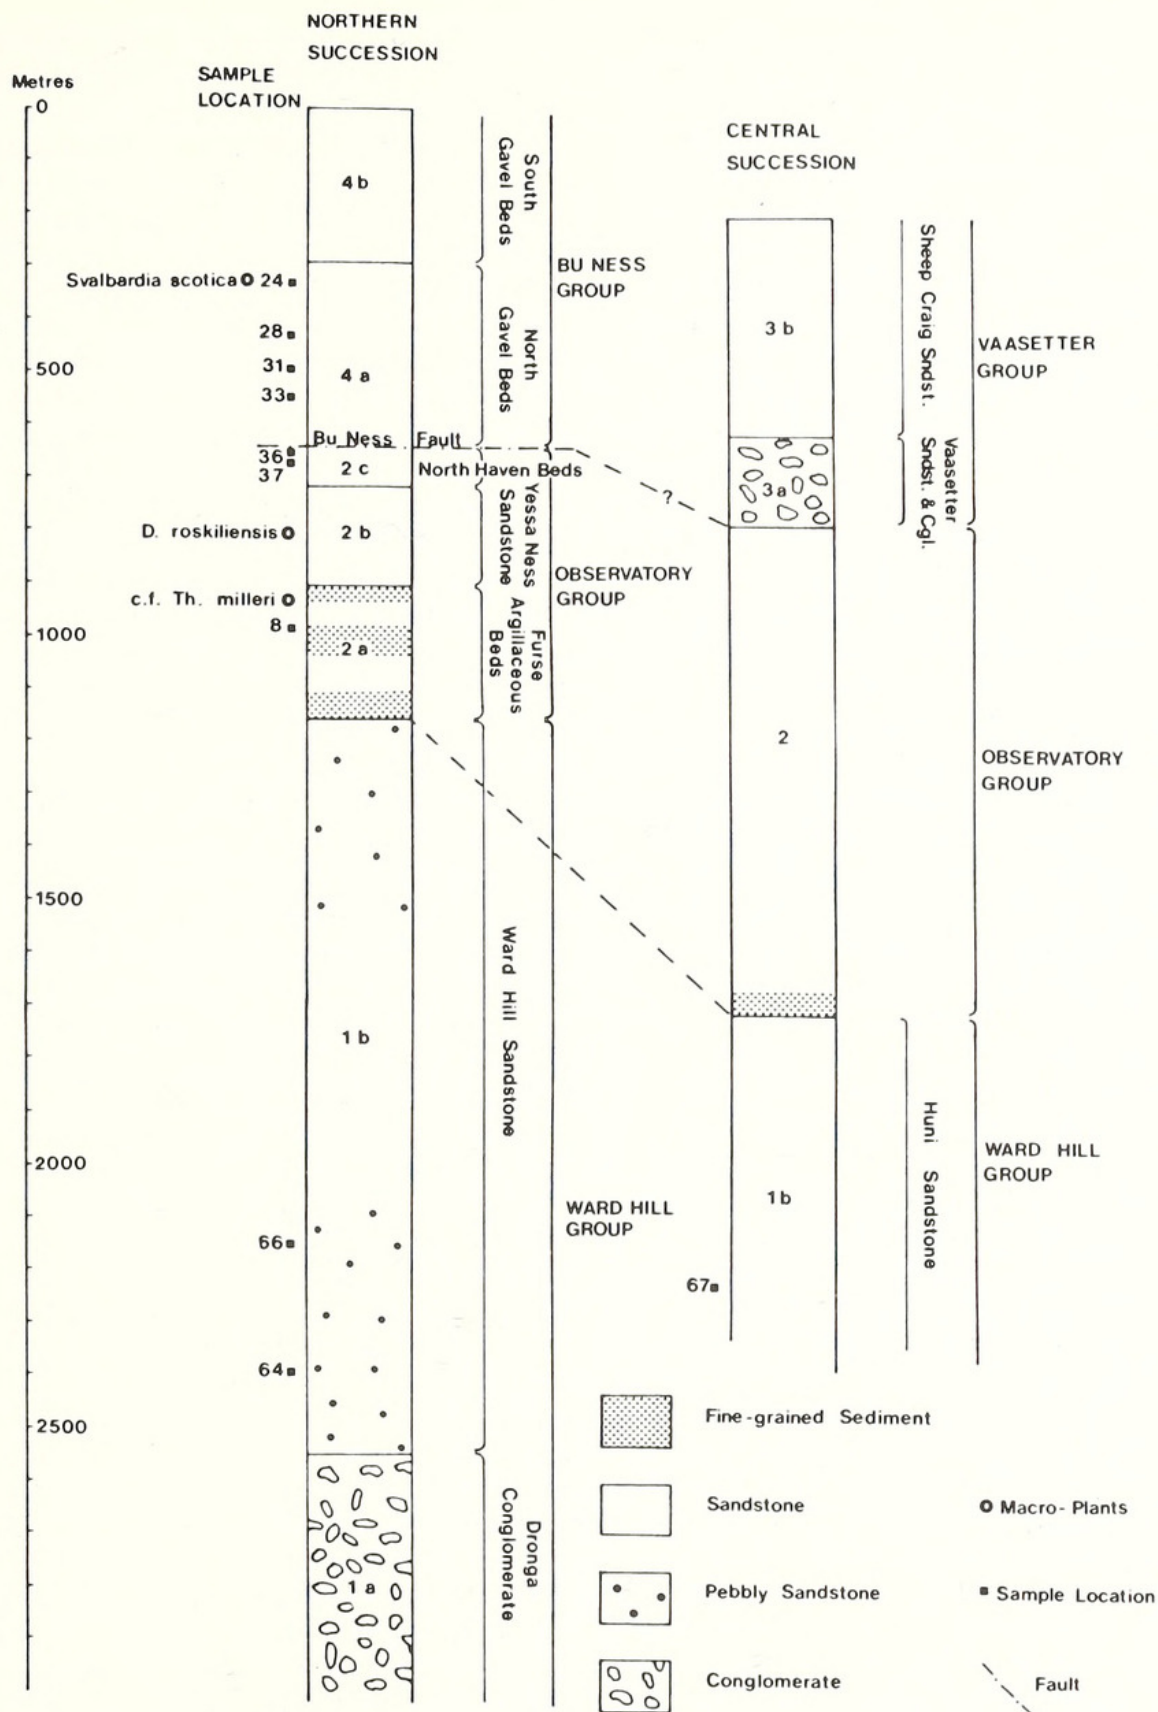 NORTHERN
SUCCESSION
SAMPLE
LOCATION
Metres
0
500
1000
1500
2000
2500
Svalbardia scotica 24
28
31
33
36
37
D. roskiliensis
c.f. Th. milleri
8
66
64
4 b
4 a
Bu Ness Fault
2 c
North Haven Beds
2 b
2 a
1 b
1 a
South
Gavel Beds
North
Gavel Beds
Yessa Ness
Sandstone
Furse
Argillaceous
Beds
Ward Hill Sandstone
Dronga
Conglomerate
BU NESS
GROUP
OBSERVATORY
GROUP
WARD HILL
GROUP
?
CENTRAL
SUCCESSION
3 b
3a
2
1 b
67
Sheep Craig Sndst.
Vaasetter
Sndst. & Cgl.
Huni Sandstone
VAASETTER
GROUP
OBSERVATORY
GROUP
WARD HILL
GROUP
Fine-grained Sediment
Sandstone
Pebbly Sandstone
Conglomerate
Macro-Plants
Sample Location
Fault